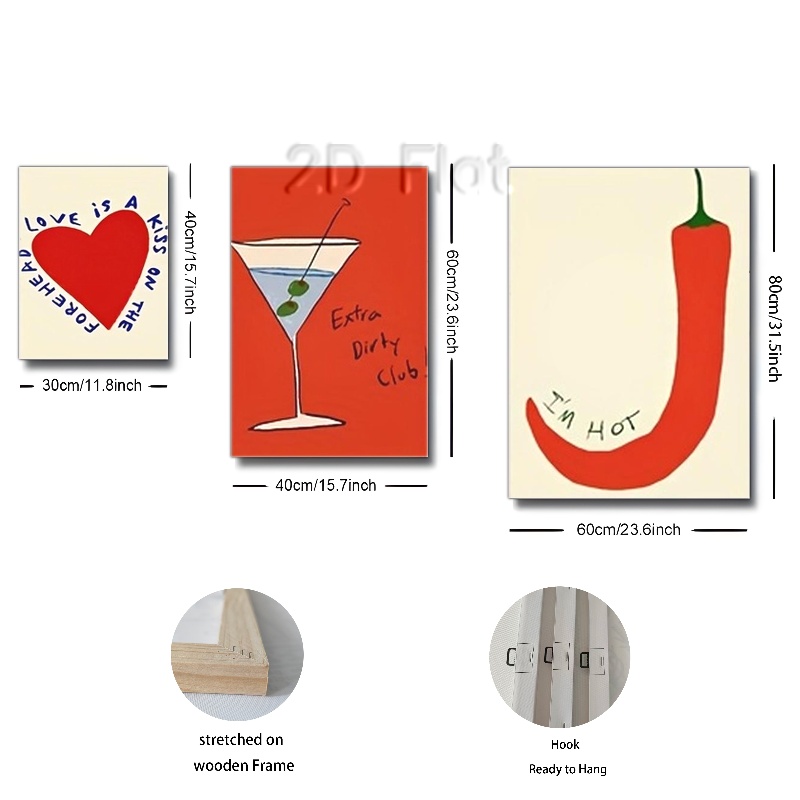 2D Flat
LOVE iS A KiSS ON THE FOREHEAD
40cm/15.7inch
30cm/11.8inch
Extra
Dirty
Club!
60cm/23.6inch
40cm/15.7inch
I'M HOT
80cm/31.5inch
60cm/23.6inch
stretched on
wooden Frame
Hook
Ready to Hang